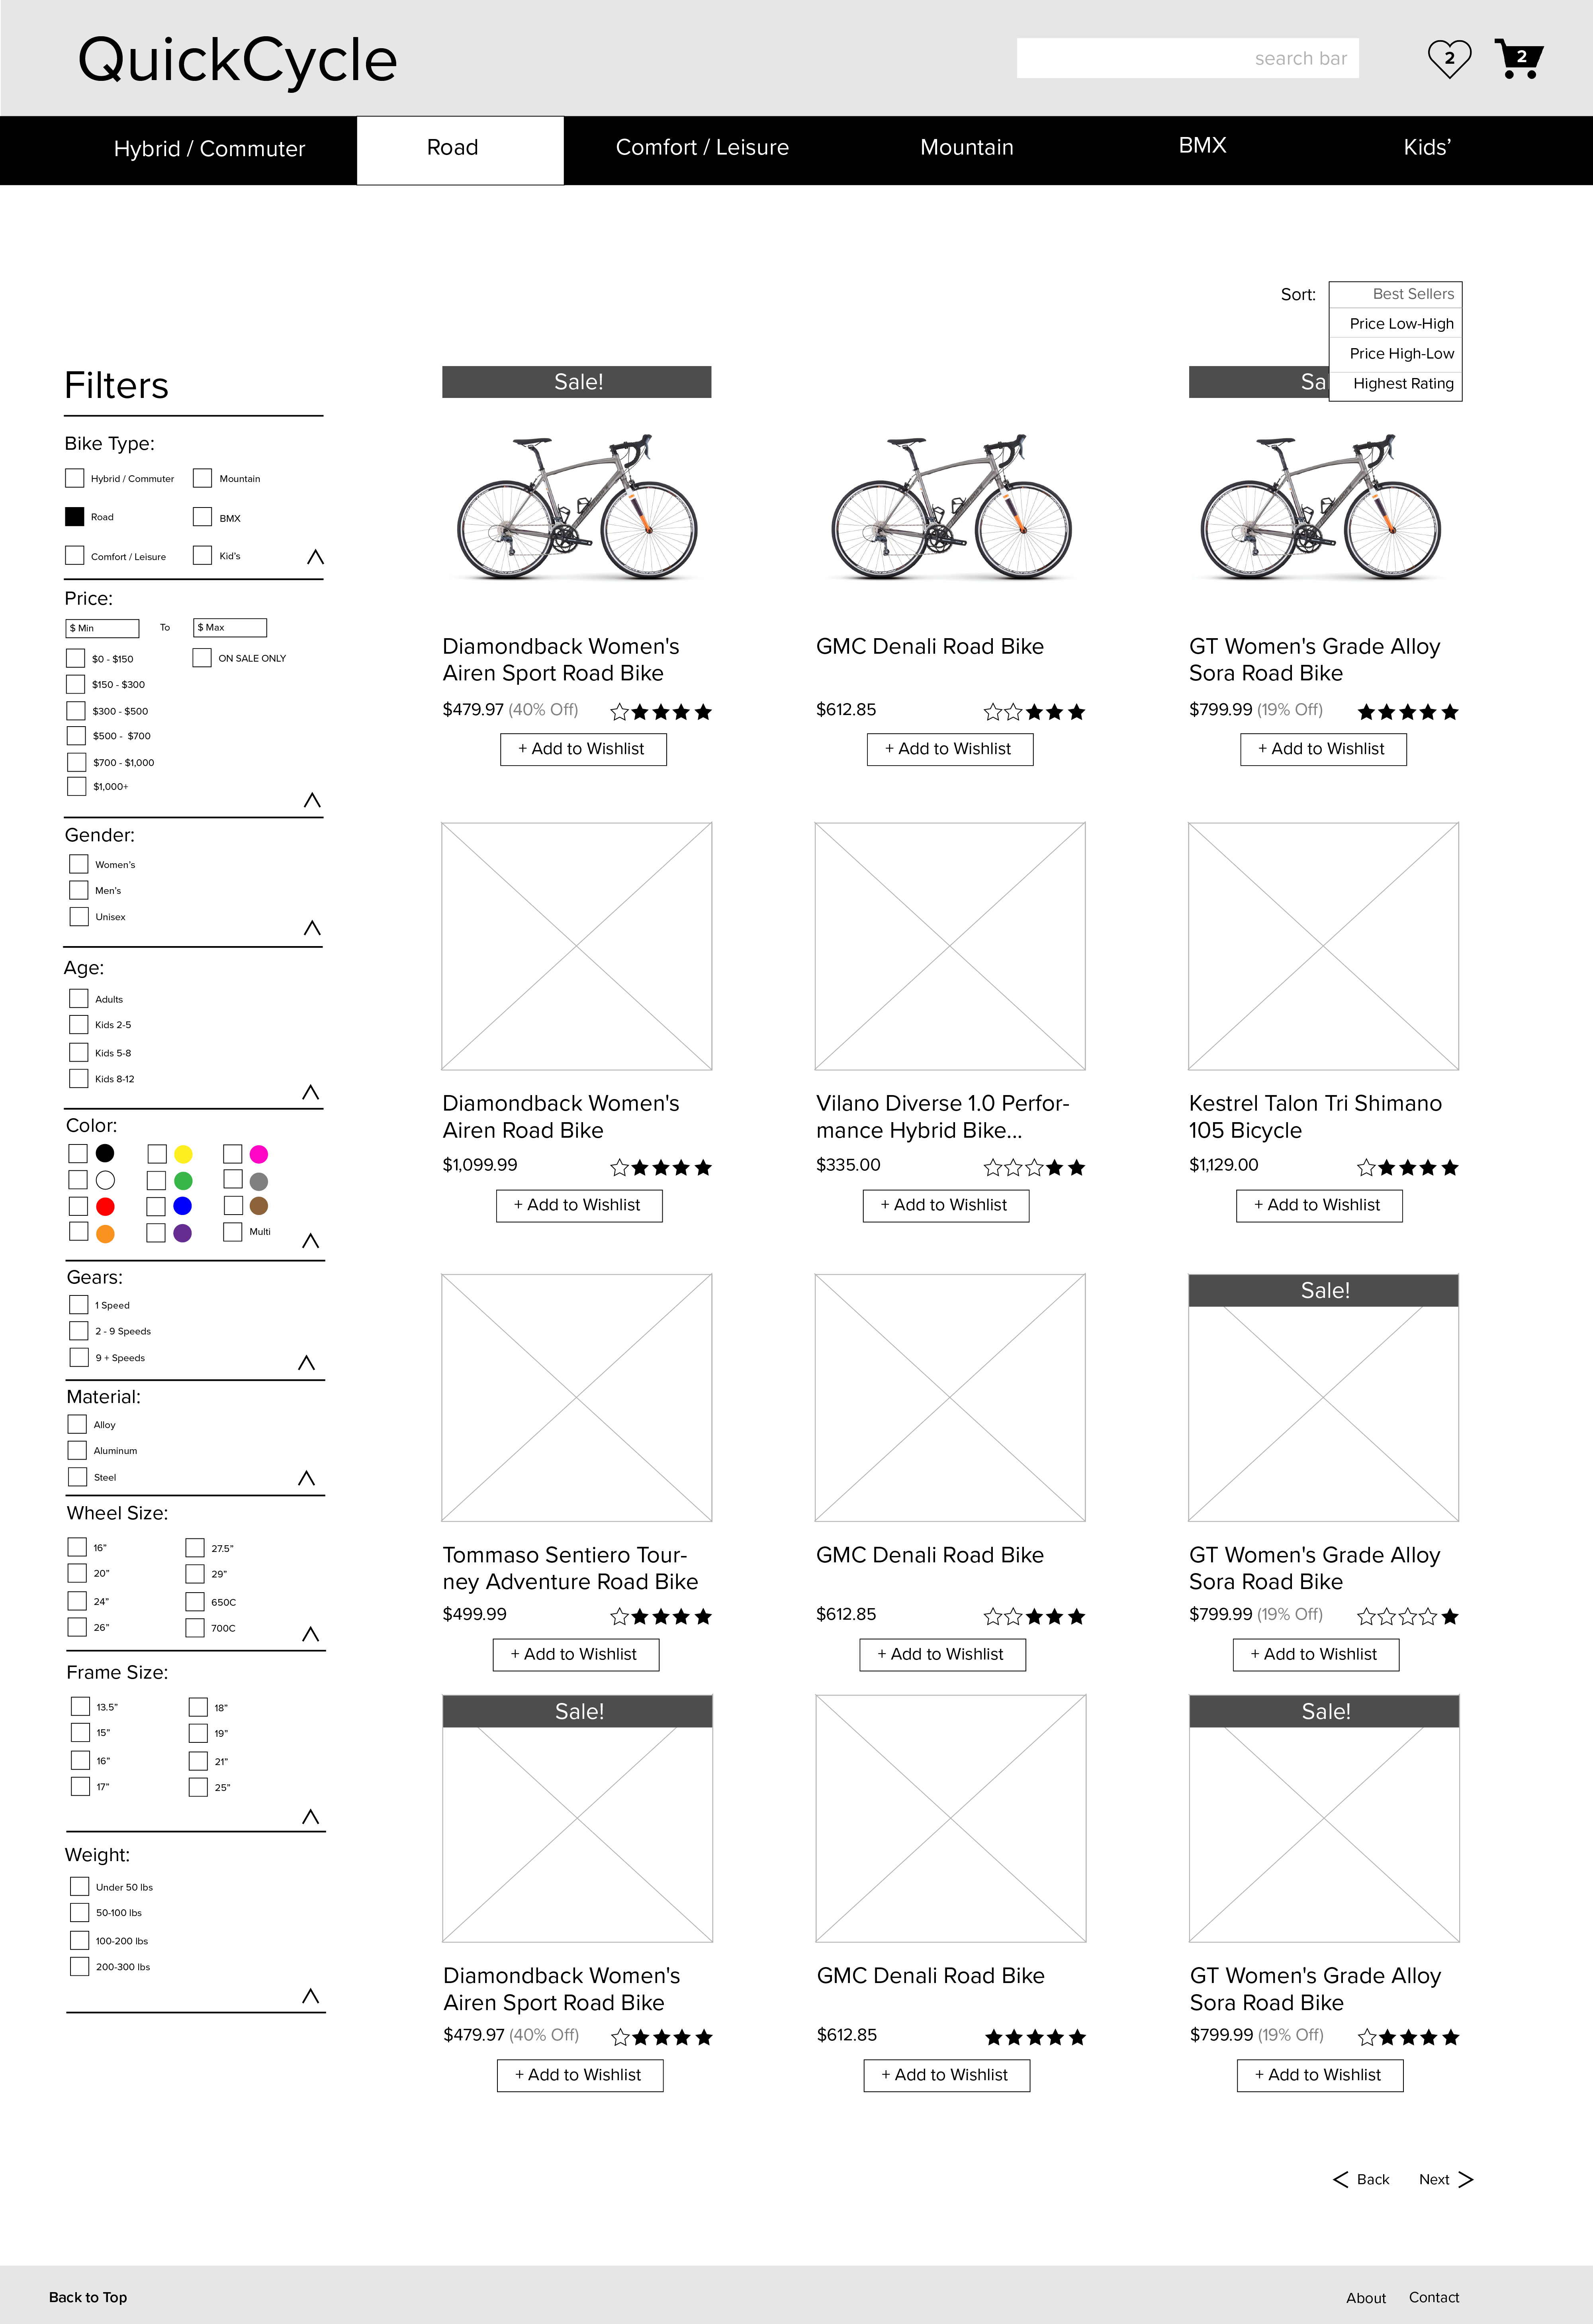 QuickCycle
search bar
2
2
Hybrid / Commuter
Road
Comfort / Leisure
Mountain
BMX
Kids’
Sort:
Best Sellers
Price Low-High
Price High-Low
Highest Rating
Filters
Bike Type:
Hybrid / Commuter
Mountain
Road
BMX
Comfort / Leisure
Kid’s
Price:
$ Min
To
$ Max
$0 - $150
ON SALE ONLY
$150 - $300
$300 - $500
$500 - $700
$700 - $1,000
$1,000+
Gender:
Women’s
Men’s
Unisex
Age:
Adults
Kids 2-5
Kids 5-8
Kids 8-12
Color:
Multi
Gears:
1 Speed
2 - 9 Speeds
9 + Speeds
Material:
Alloy
Aluminum
Steel
Wheel Size:
16”
27.5”
20”
29”
24”
650C
26”
700C
Frame Size:
13.5”
18”
15”
19”
16”
21”
17”
25”
Weight:
Under 50 lbs
50-100 lbs
100-200 lbs
200-300 lbs
Sale!
Diamondback Women's
Airen Sport Road Bike
$479.97 (40% Off)
+ Add to Wishlist
GMC Denali Road Bike
$612.85
+ Add to Wishlist
Sa
GT Women's Grade Alloy
Sora Road Bike
$799.99 (19% Off)
+ Add to Wishlist
Diamondback Women's
Airen Road Bike
$1,099.99
+ Add to Wishlist
Vilano Diverse 1.0 Perfor-
mance Hybrid Bike...
$335.00
+ Add to Wishlist
Kestrel Talon Tri Shimano
105 Bicycle
$1,129.00
+ Add to Wishlist
Tommaso Sentiero Tour-
ney Adventure Road Bike
$499.99
+ Add to Wishlist
GMC Denali Road Bike
$612.85
+ Add to Wishlist
Sale!
GT Women's Grade Alloy
Sora Road Bike
$799.99 (19% Off)
+ Add to Wishlist
Sale!
Diamondback Women's
Airen Sport Road Bike
$479.97 (40% Off)
+ Add to Wishlist
GMC Denali Road Bike
$612.85
+ Add to Wishlist
Sale!
GT Women's Grade Alloy
Sora Road Bike
$799.99 (19% Off)
+ Add to Wishlist
Back
Next
Back to Top
About
Contact